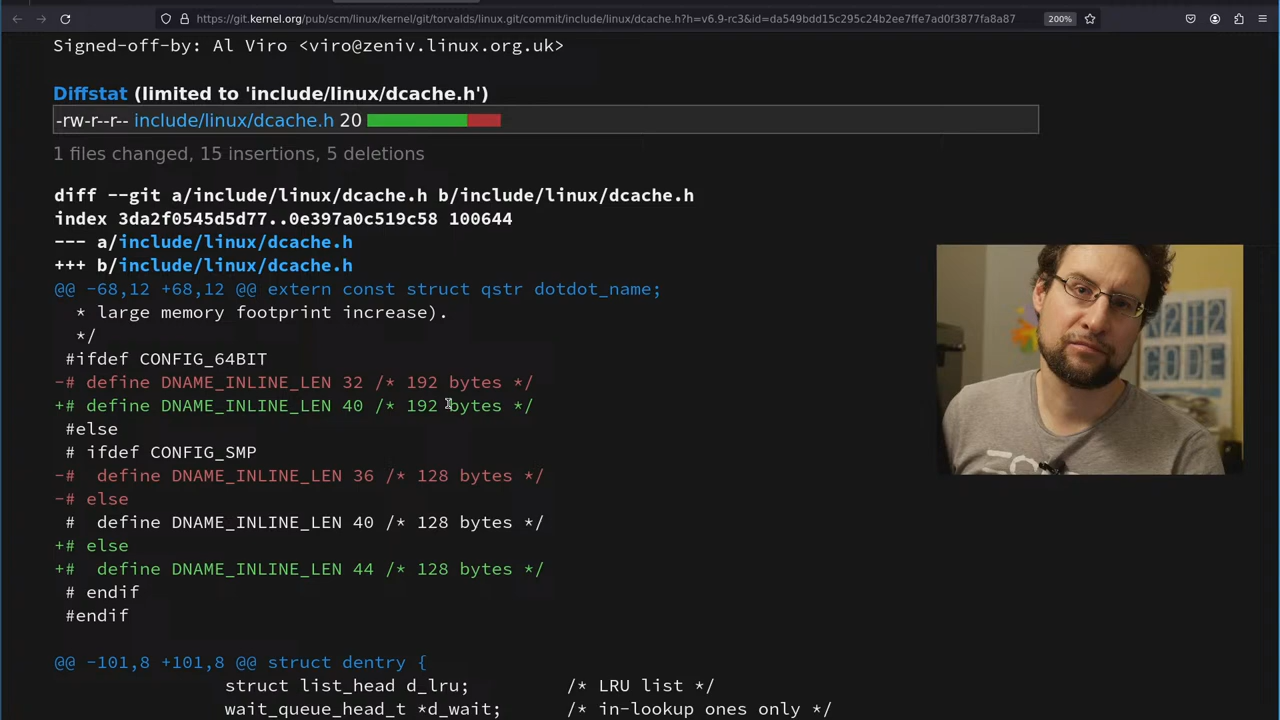 https://git.kernel.org/pub/scm/linux/kernel/git/torvalds/linux.git/commit/include/linux/dcache.h?h=v6.9-rc3&id=da549bdd15c295c24b2ee7ffe7ad0f3877fa8a87 200%
Signed-off-by: Al Viro <viro@zeniv.linux.org.uk>
Diffstat (limited to 'include/linux/dcache.h')
-rw-r--r-- include/linux/dcache.h 20
1 files changed, 15 insertions, 5 deletions
diff --git a/include/linux/dcache.h b/include/linux/dcache.h
index 3da2f0545d5d77..0e397a0c519c58 100644
--- a/include/linux/dcache.h
+++ b/include/linux/dcache.h
@@ -68,12 +68,12 @@ extern const struct qstr dotdot_name;
* large memory footprint increase).
*/
#ifdef CONFIG_64BIT
-# define DNAME_INLINE_LEN 32 /* 192 bytes */
+# define DNAME_INLINE_LEN 40 /* 192 bytes */
#else
# ifdef CONFIG_SMP
-#  define DNAME_INLINE_LEN 36 /* 128 bytes */
-# else
#  define DNAME_INLINE_LEN 40 /* 128 bytes */
+# else
+#  define DNAME_INLINE_LEN 44 /* 128 bytes */
# endif
#endif
@@ -101,8 +101,8 @@ struct dentry {
struct list_head d_lru; /* LRU list */
wait_queue_head_t *d_wait; /* in-lookup ones only */